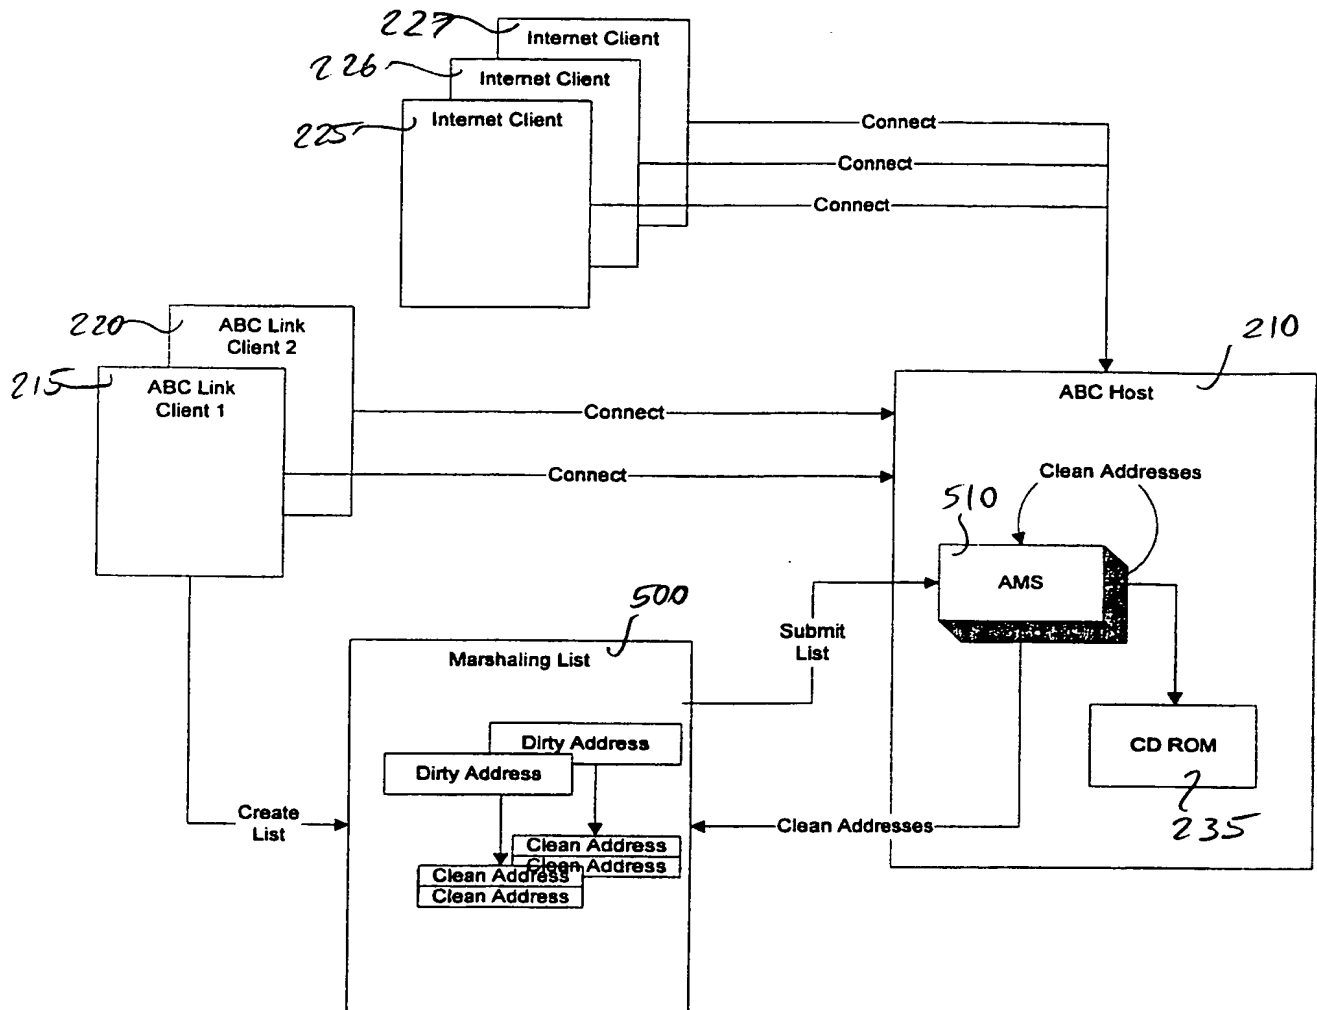 227
Internet Client
226
Internet Client
225
Internet Client
Connect
Connect
Connect
220
ABC Link
Client 2
215
ABC Link
Client 1
Connect
Connect
210
ABC Host
Clean Addresses
510
AMS
CD ROM
235
Submit
List
500
Marshaling List
Dirty Address
Dirty Address
Clean Address
Clean Address
Clean Address
Clean Address
Create
List
Clean Addresses